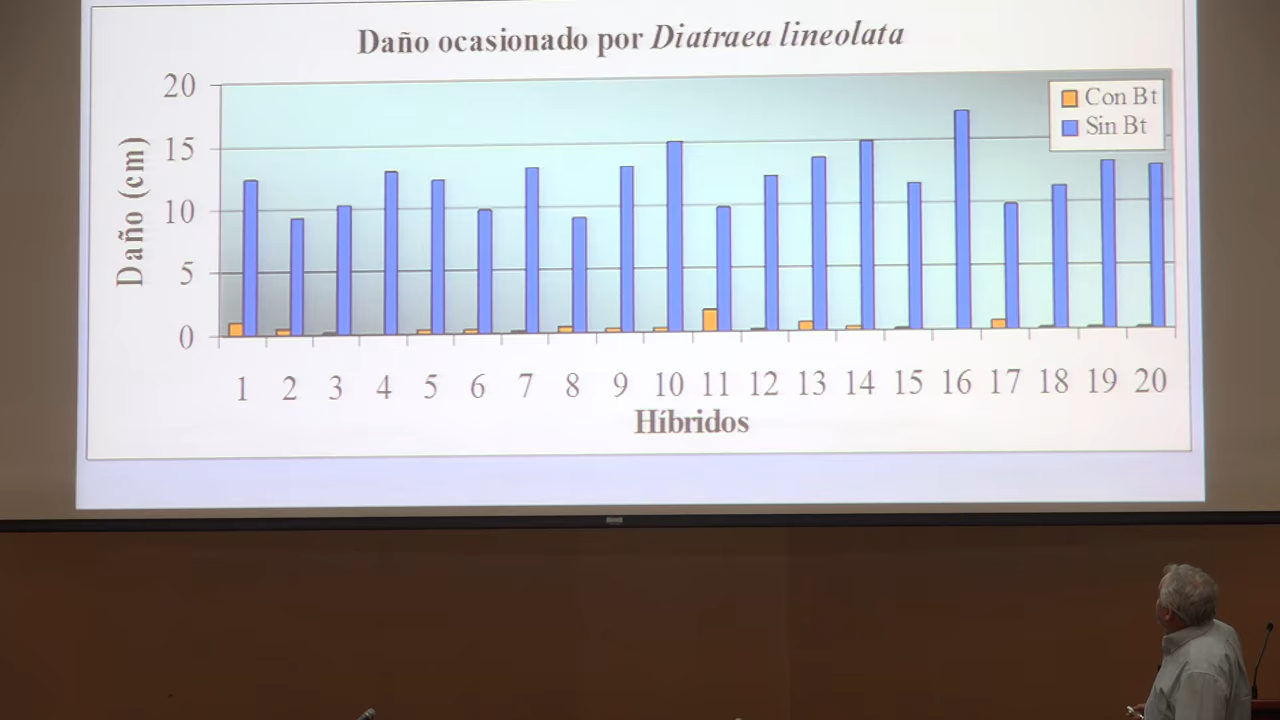 Daño ocasionado por Diatraea lineolata
Con Bt
Sin Bt
Daño (cm)
20
15
10
5
0
1 2 3 4 5 6 7 8 9 10 11 12 13 14 15 16 17 18 19 20
Híbridos